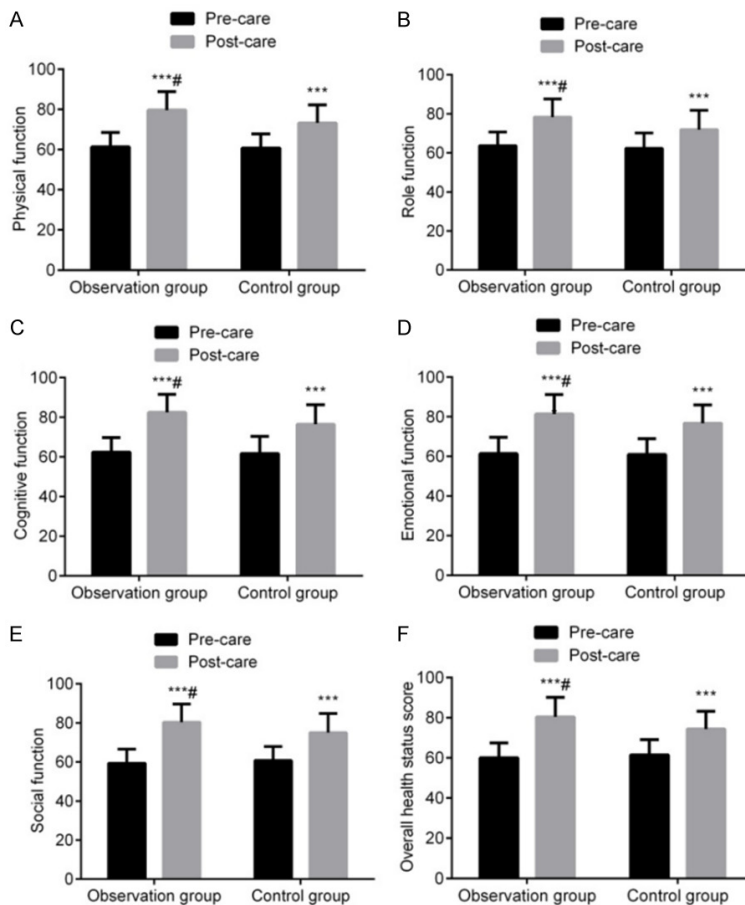 A
Pre-care
Post-care
100
80
60
40
20
0
Physical function
***#
***
Observation group
Control group
B
Pre-care
Post-care
100
80
60
40
20
0
Role function
***#
***
Observation group
Control group
C
Pre-care
Post-care
100
80
60
40
20
0
Cognitive function
***#
***
Observation group
Control group
D
Pre-care
Post-care
100
80
60
40
20
0
Emotional function
***#
***
Observation group
Control group
E
Pre-care
Post-care
100
80
60
40
20
0
Social function
***#
***
Observation group
Control group
F
Pre-care
Post-care
100
80
60
40
20
0
Overall health status score
***#
***
Observation group
Control group